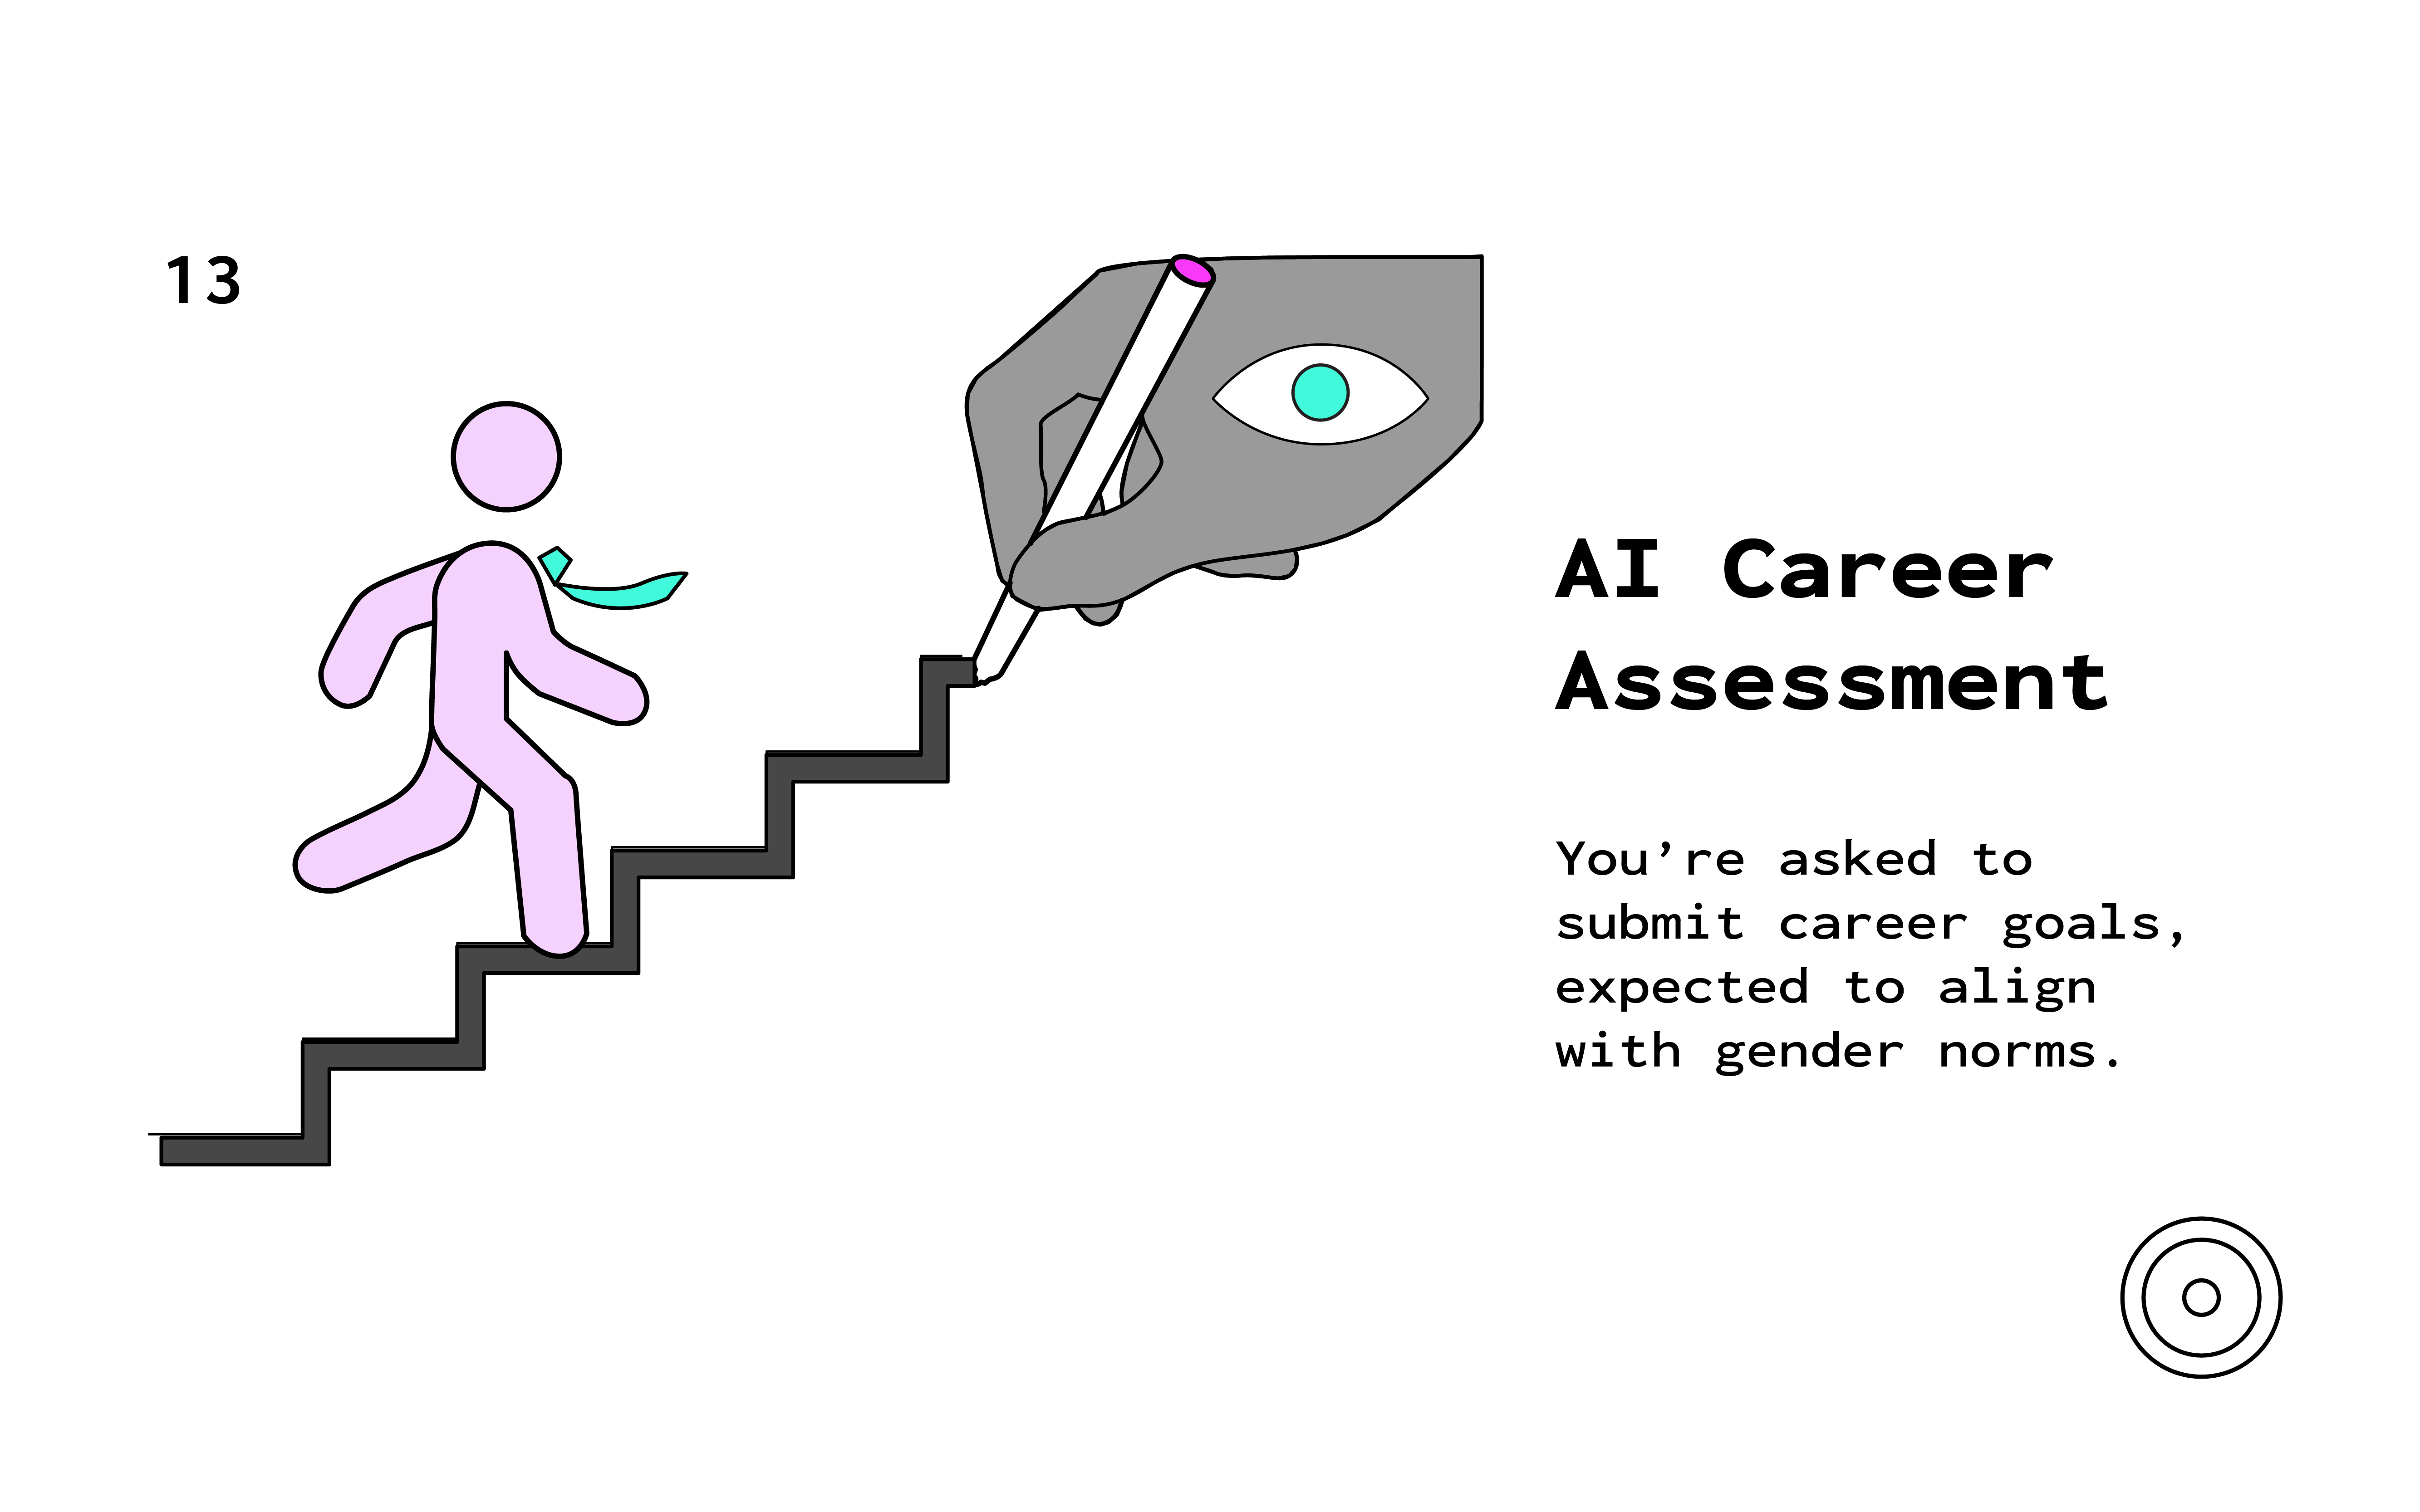 13
AI Career
Assessment
You’re asked to
submit career goals,
expected to align
with gender norms.